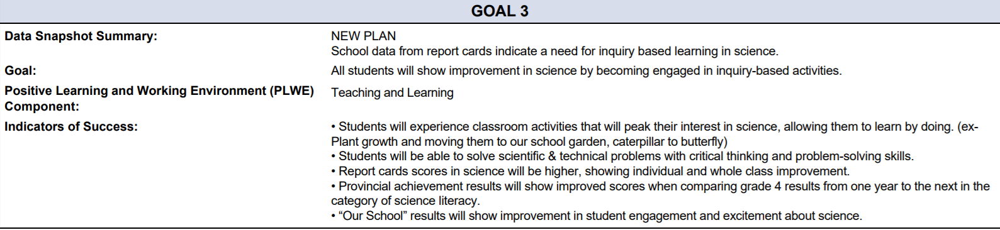 GOAL 3
Data Snapshot Summary:
NEW PLAN
School data from report cards indicate a need for inquiry based learning in science.
Goal:
All students will show improvement in science by becoming engaged in inquiry-based activities.
Positive Learning and Working Environment (PLWE)
Component:
Teaching and Learning
Indicators of Success:
• Students will experience classroom activities that will peak their interest in science, allowing them to learn by doing. (ex-
Plant growth and moving them to our school garden, caterpillar to butterfly)
• Students will be able to solve scientific & technical problems with critical thinking and problem-solving skills.
• Report cards scores in science will be higher, showing individual and whole class improvement.
• Provincial achievement results will show improved scores when comparing grade 4 results from one year to the next in the
category of science literacy.
• “Our School” results will show improvement in student engagement and excitement about science.